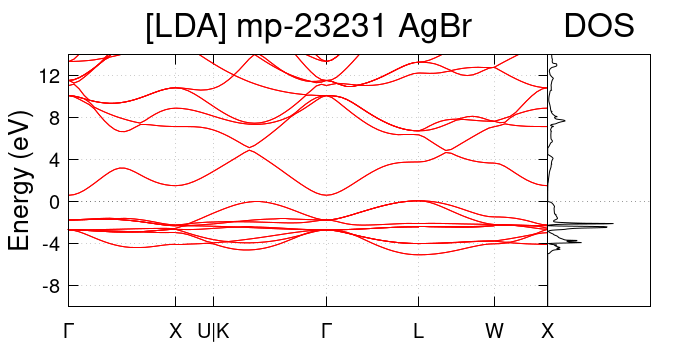 [LDA] mp-23231 AgBr DOS
Energy (eV)
12
8
4
0
-4
-8
Γ X U|K Γ L W X